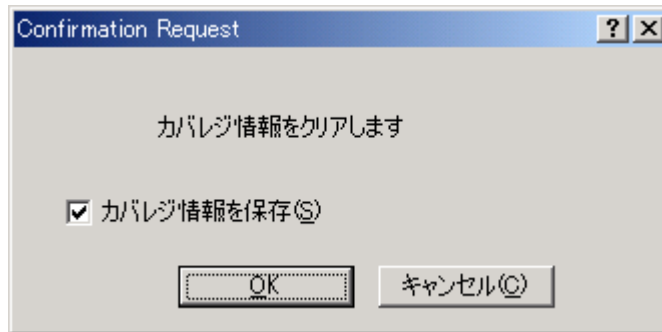 Confirmation Request
カバレジ情報をクリアします
カバレジ情報を保存(S)
OK
キャンセル(C)